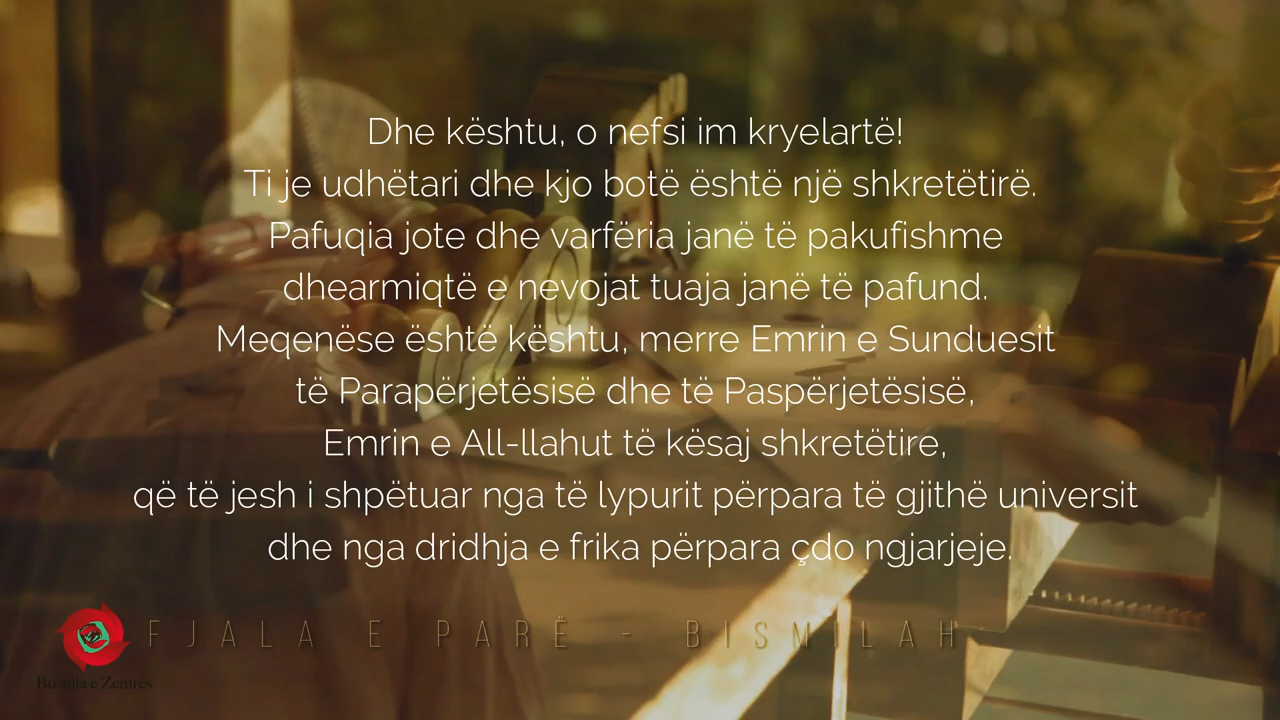 Dhe kështu, o nefsi im kryelartë!
Ti je udhëtari dhe kjo botë është një shkretëtirë.
Pafuqia jote dhe varfëria janë të pakufishme
dhearmiqtë e nevojat tuaja janë të pafund.
Meqenëse është kështu, merre Emrin e Sunduesit
të Parapërjetësisë dhe të Paspërjetësisë,
Emrin e All-llahut të kësaj shkretëtire,
që të jesh i shpëtuar nga të lypurit përpara të gjithë universit
dhe nga dridhja e frika përpara çdo ngjarjeje.
FJALA E PARË - BISMILAH
e Zemrës